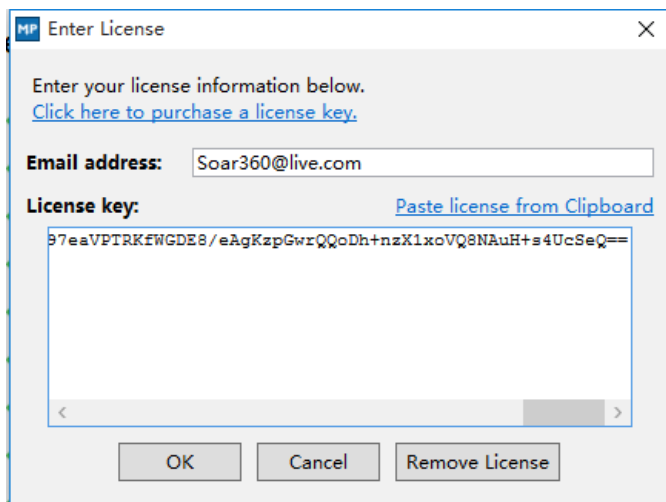 MP Enter License
Enter your license information below.
Click here to purchase a license key.
Email address: Soar360@live.com
License key: Paste license from Clipboard
97eaVPTRKfWGDE8/eAgKzpGwrQQoDh+nzX1xoVQ8NAuH+s4UcSeQ==
OK Cancel Remove License